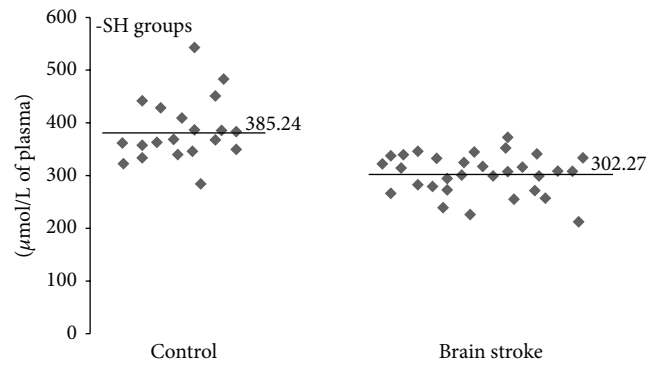 600
-SH groups
500
400
385.24
300
302.27
200
100
0
(μmol/L of plasma)
Control
Brain stroke